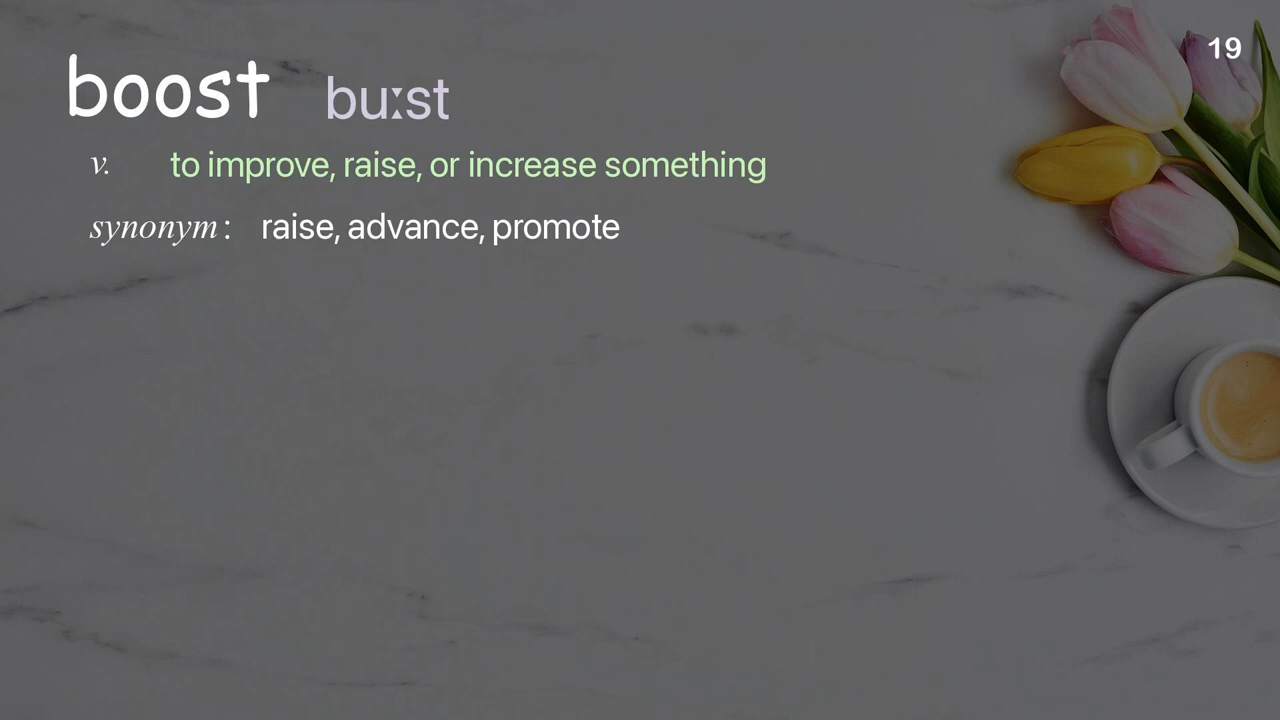 19
boost buːst
v. to improve, raise, or increase something
synonym: raise, advance, promote